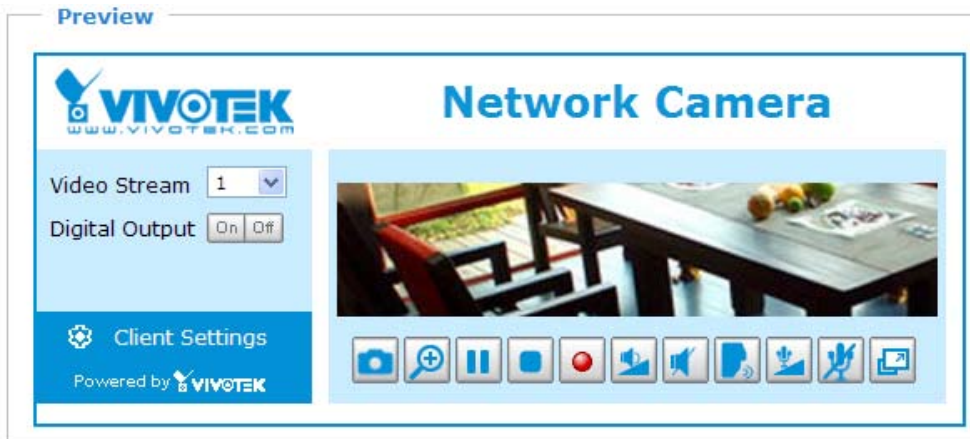 Preview
VIVOTEK
www.vivotek.com
Network Camera
Video Stream 1
Digital Output On Off
Client Settings
Powered by VIVOTEK